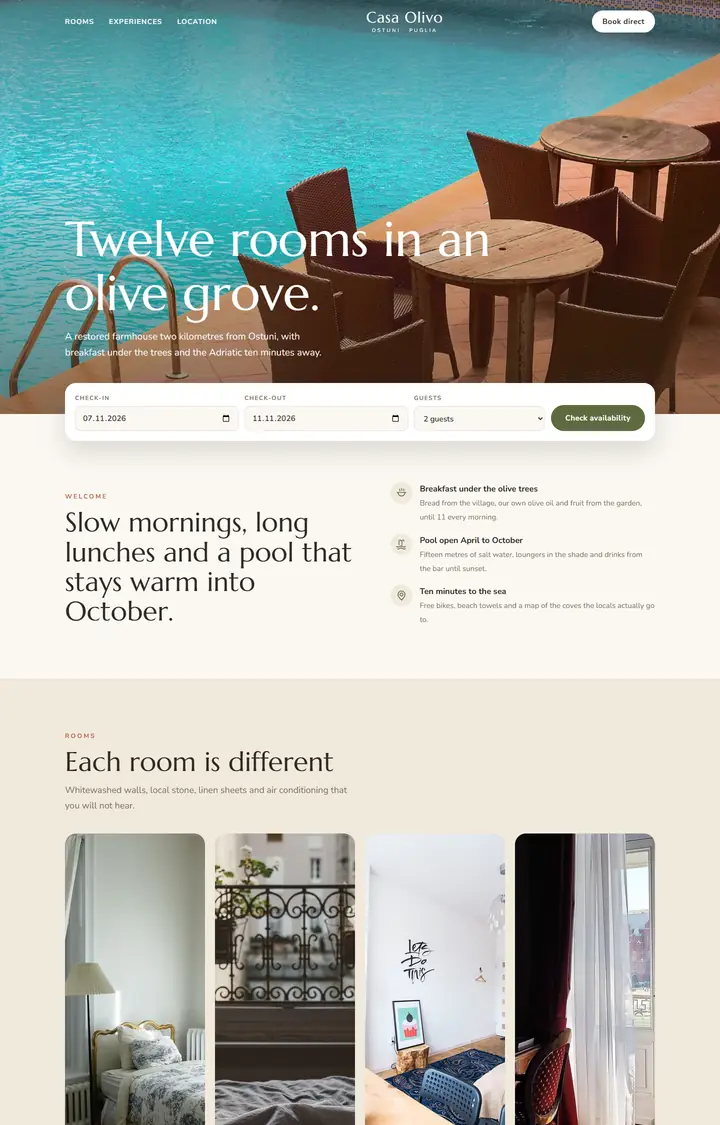 ROOMS EXPERIENCES LOCATION
Casa Olivo
OSTUNI PUGLIA
Book direct
Twelve rooms in an
olive grove.
A restored farmhouse two kilometres from Ostuni, with
breakfast under the trees and the Adriatic ten minutes away.
CHECK-IN
07.11.2026
CHECK-OUT
11.11.2026
GUESTS
2 guests
Check availability
WELCOME
Slow mornings, long
lunches and a pool that
stays warm into
October.
Breakfast under the olive trees
Bread from the village, our own olive oil and fruit from the garden,
until 11 every morning.
Pool open April to October
Fifteen metres of salt water, loungers in the shade and drinks from
the bar until sunset.
Ten minutes to the sea
Free bikes, beach towels and a map of the coves the locals actually go
to.
ROOMS
Each room is different
Whitewashed walls, local stone, linen sheets and air conditioning that
you will not hear.
Let's
Do
This